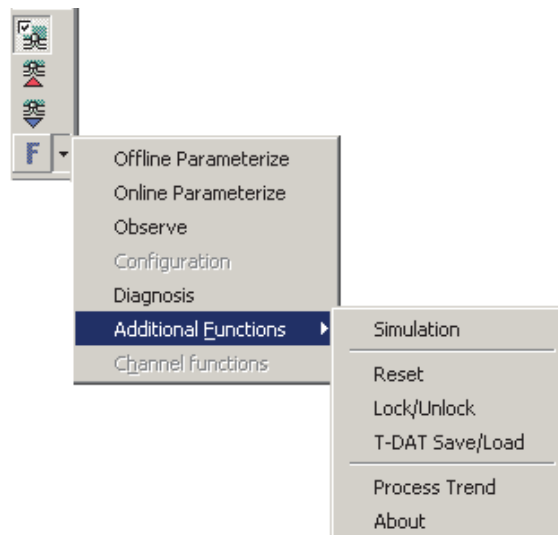 F
Offline Parameterize
Online Parameterize
Observe
Configuration
Diagnosis
Additional Functions
Channel functions
Simulation
Reset
Lock/Unlock
T-DAT Save/Load
Process Trend
About